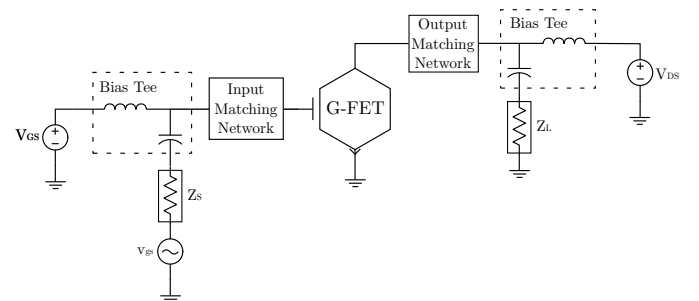 Output
Matching
Network
Bias Tee
+
−
VDS
Bias Tee
Input
Matching
Network
G-FET
VGS
+
−
ZL
ZS
vgs